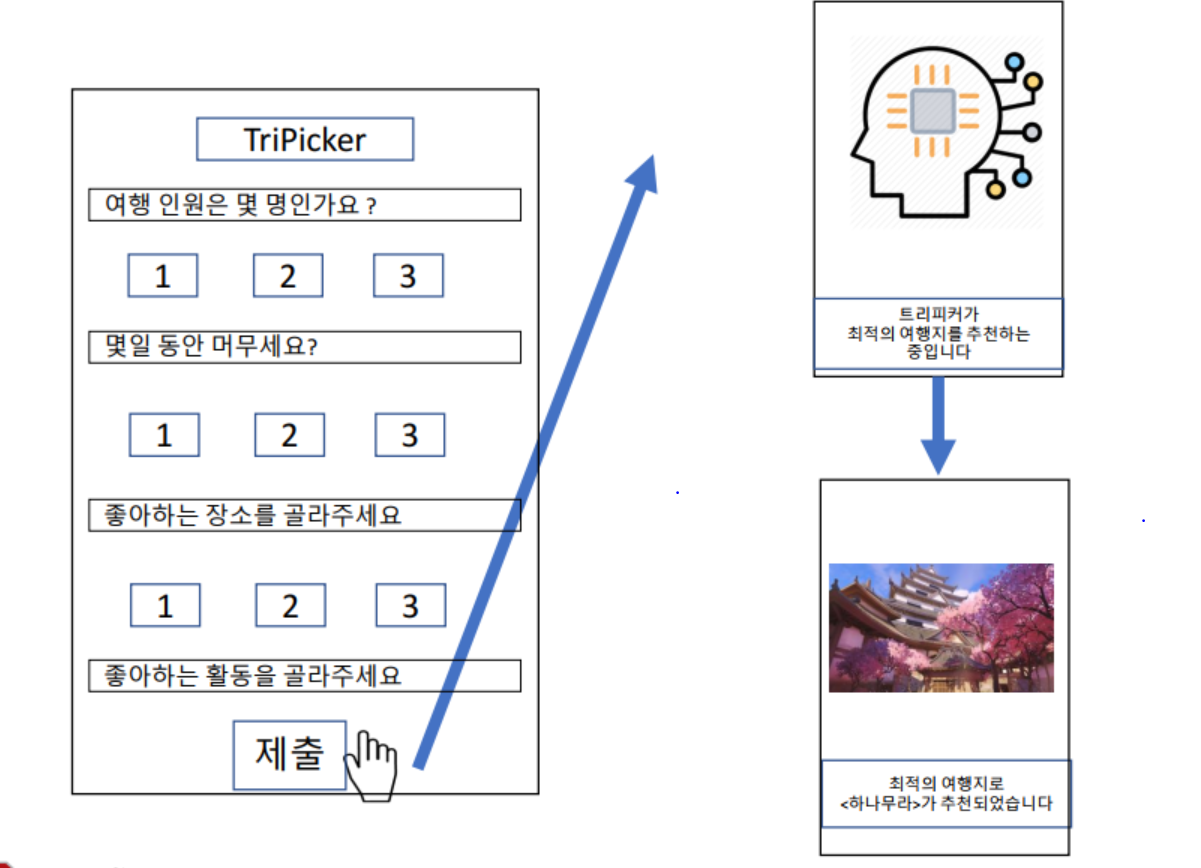 TriPicker
여행 인원은 몇 명인가요 ?
1 2 3
몇일 동안 머무세요?
1 2 3
좋아하는 장소를 골라주세요
1 2 3
좋아하는 활동을 골라주세요
제출
트리피커가
최적의 여행지를 추천하는
중입니다
최적의 여행지로
<하나무라>가 추천되었습니다